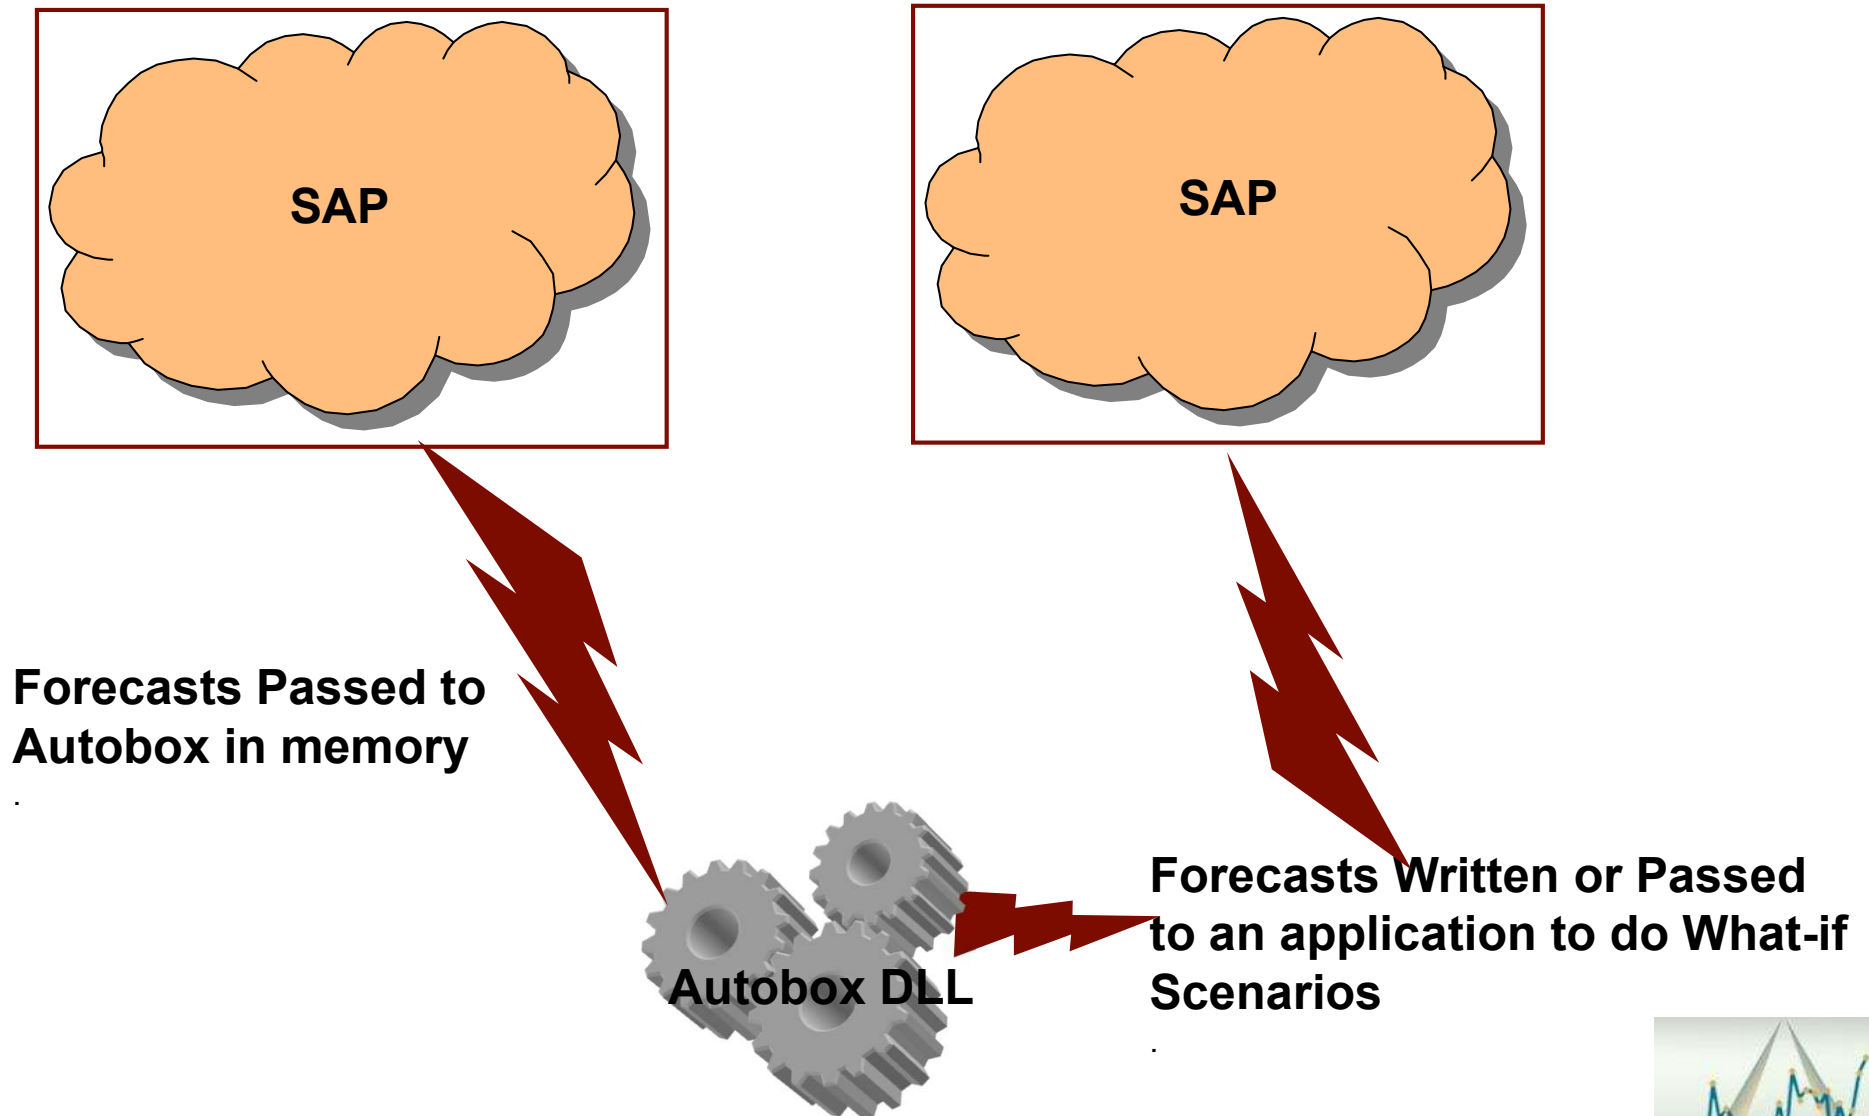 SAP
SAP
Forecasts Passed to
Autobox in memory
.
Autobox DLL
Forecasts Written or Passed
to an application to do What-if
Scenarios
.